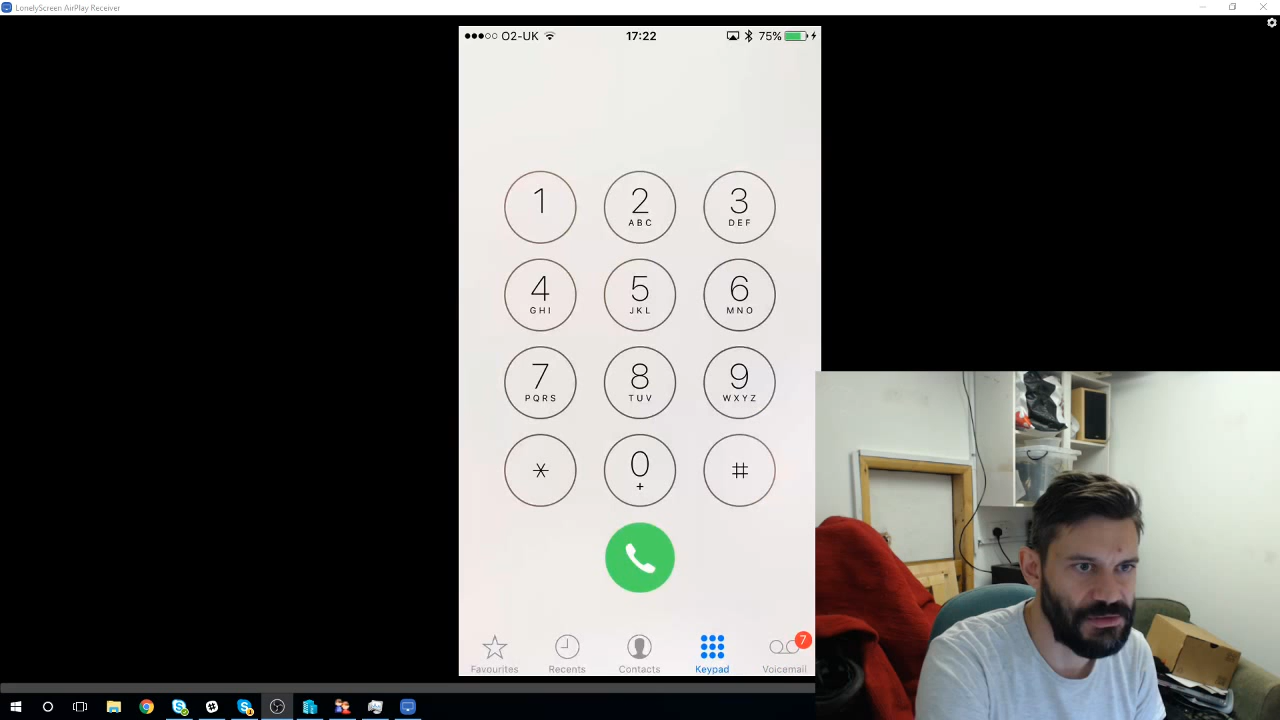 LonelyScreen AirPlay Receiver
O2-UK 17:22 75%
1 2 3
ABC DEF
4 5 6
GHI JKL MNO
7 8 9
PQRS TUV WXYZ
* 0 #
+
7
Favourites Recents Contacts Keypad Voicemail